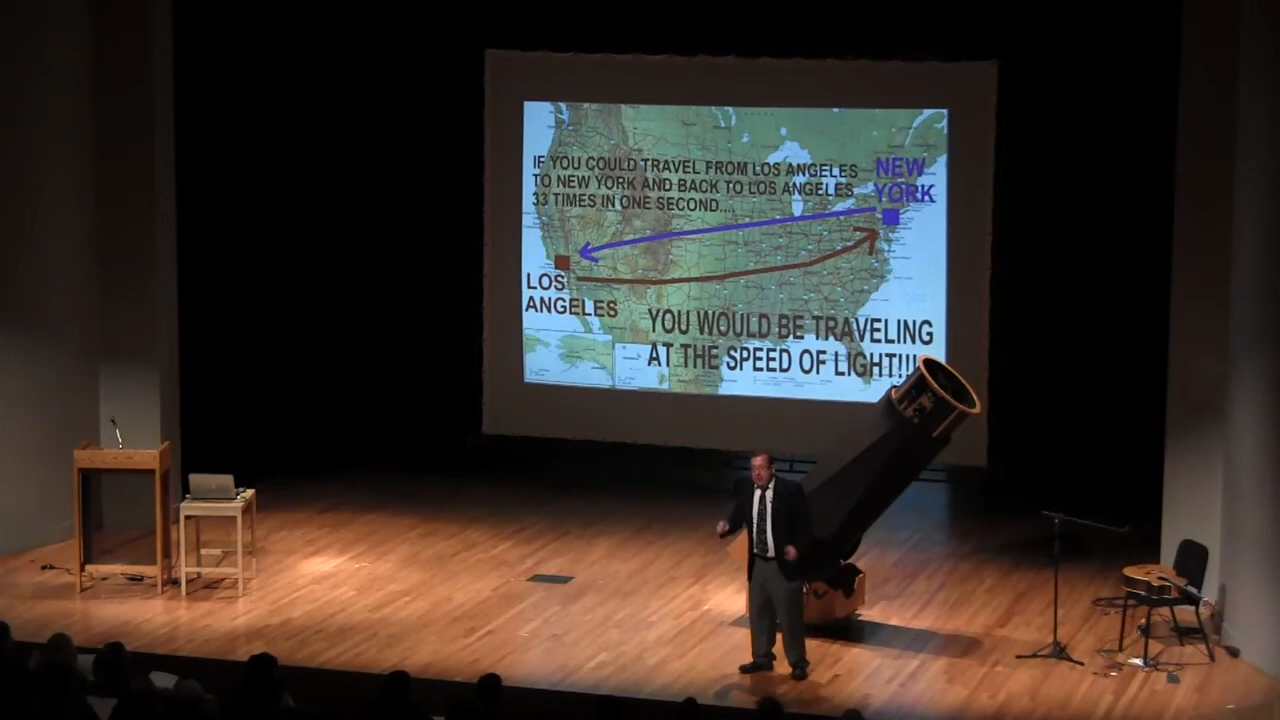 IF YOU COULD TRAVEL FROM LOS ANGELES
TO NEW YORK AND BACK TO LOS ANGELES
33 TIMES IN ONE SECOND....
NEW
YORK
LOS
ANGELES
YOU WOULD BE TRAVELING
AT THE SPEED OF LIGHT!!!